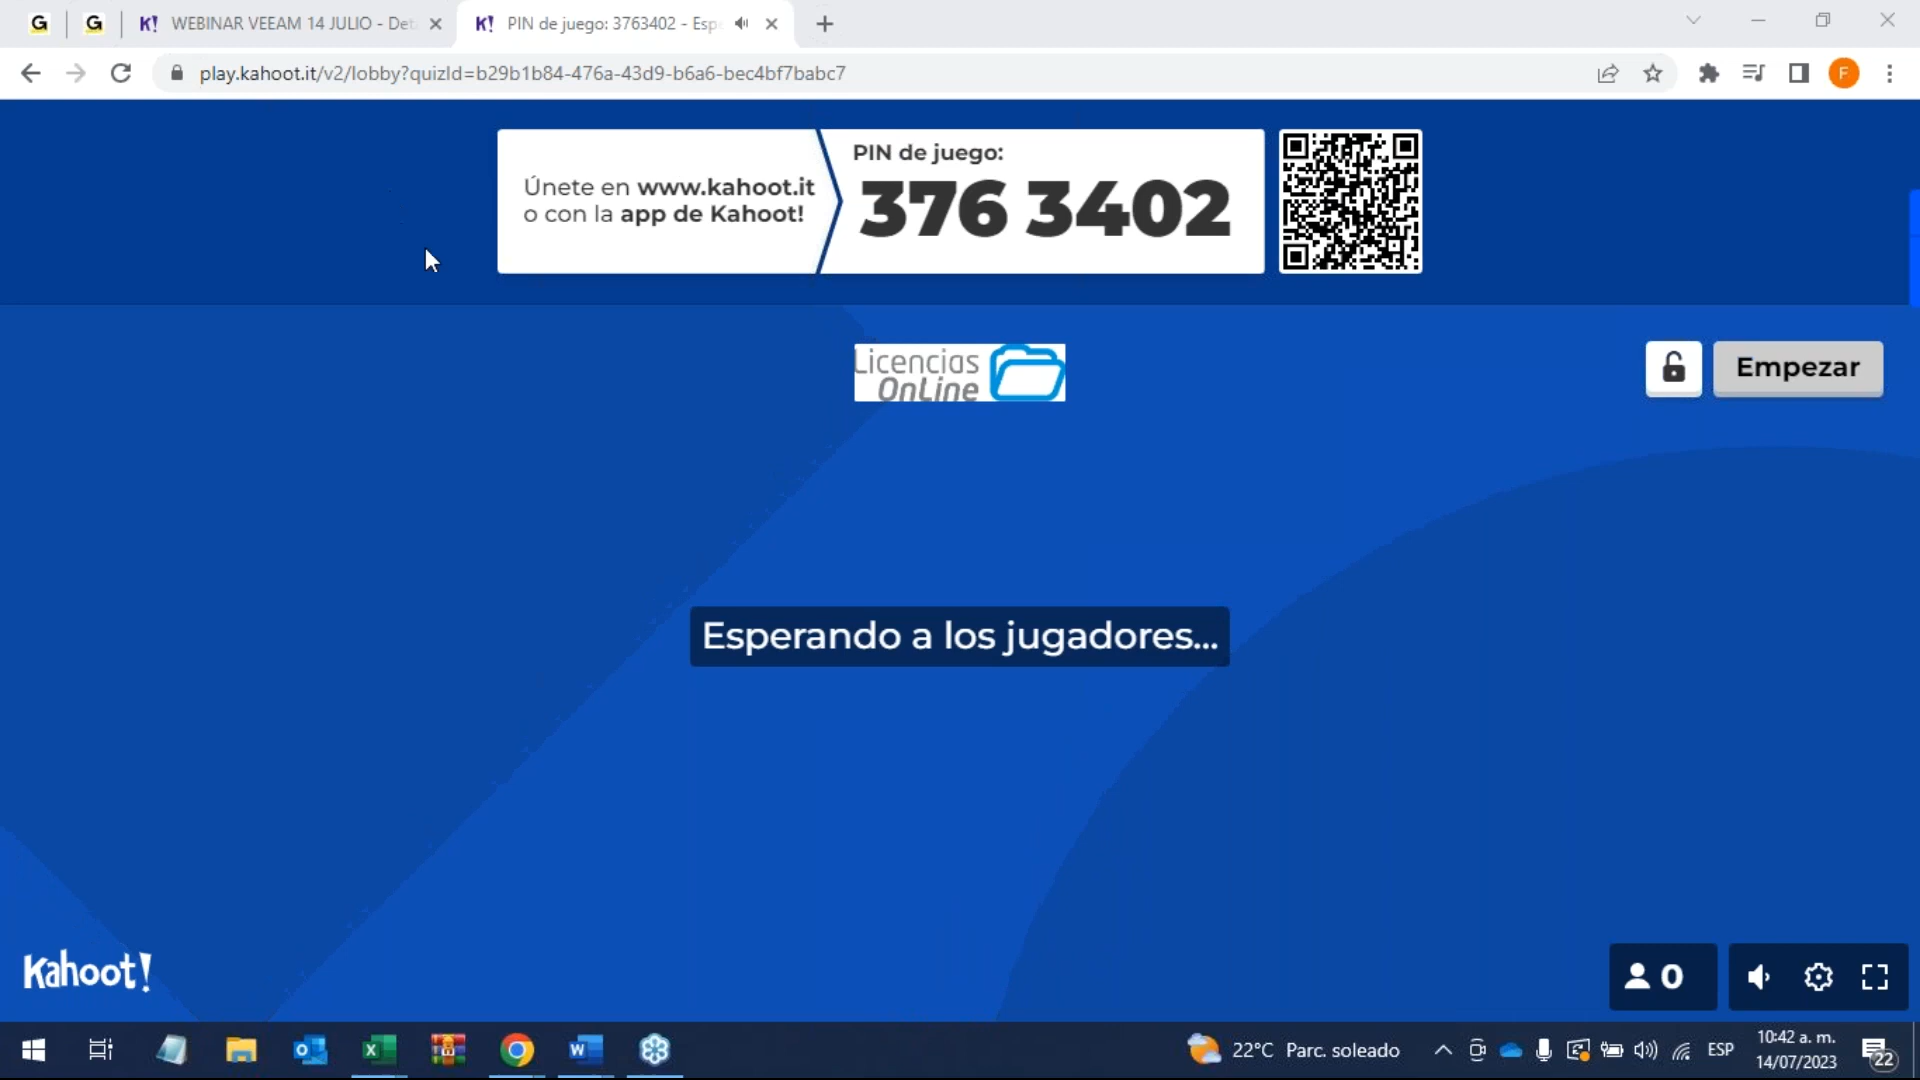 G
G
K! WEBINAR VEEAM 14 JULIO - Det
K! PIN de juego: 3763402 - Esp
play.kahoot.it/v2/lobby?quizId=b29b1b84-476a-43d9-b6a6-bec4bf7babc7
F
Únete en www.kahoot.it
o con la app de Kahoot!
PIN de juego:
376 3402
Licencias
OnLine
Empezar
Esperando a los jugadores...
Kahoot!
0
22°C Parc. soleado
ESP
10:42 a. m.
14/07/2023
22